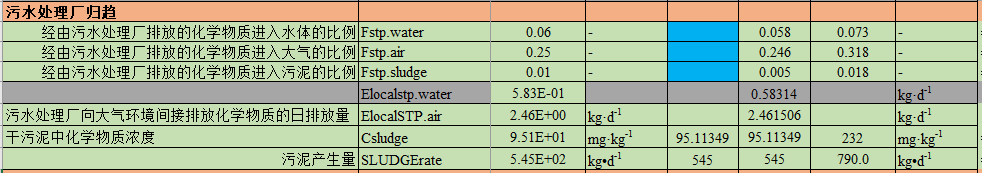 污水处理厂归趋
经由污水处理厂排放的化学物质进入水体的比例 Fstp.water 0.06 - 0.058 0.073 -
经由污水处理厂排放的化学物质进入大气的比例 Fstp.air 0.25 - 0.246 0.318 -
经由污水处理厂排放的化学物质进入污泥的比例 Fstp.sludge 0.01 - 0.005 0.018 -
Elocalstp.water 5.83E-01 0.58314 kg·d⁻¹
污水处理厂向大气环境间接排放化学物质的日排放量 ElocalSTP.air 2.46E+00 kg·d⁻¹ 2.461506 kg·d⁻¹
干污泥中化学物质浓度 Csludge 9.51E+01 mg·kg⁻¹ 95.11349 95.11349 232 mg·kg⁻¹
污泥产生量 SLUDGErate 5.45E+02 kg•d⁻¹ 545 545 790.0 kg•d⁻¹